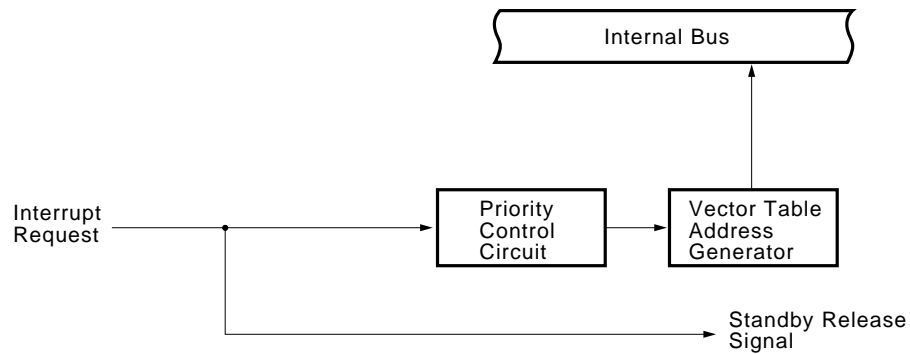 Internal Bus
Interrupt
Request
Priority
Control
Circuit
Vector Table
Address
Generator
Standby Release
Signal